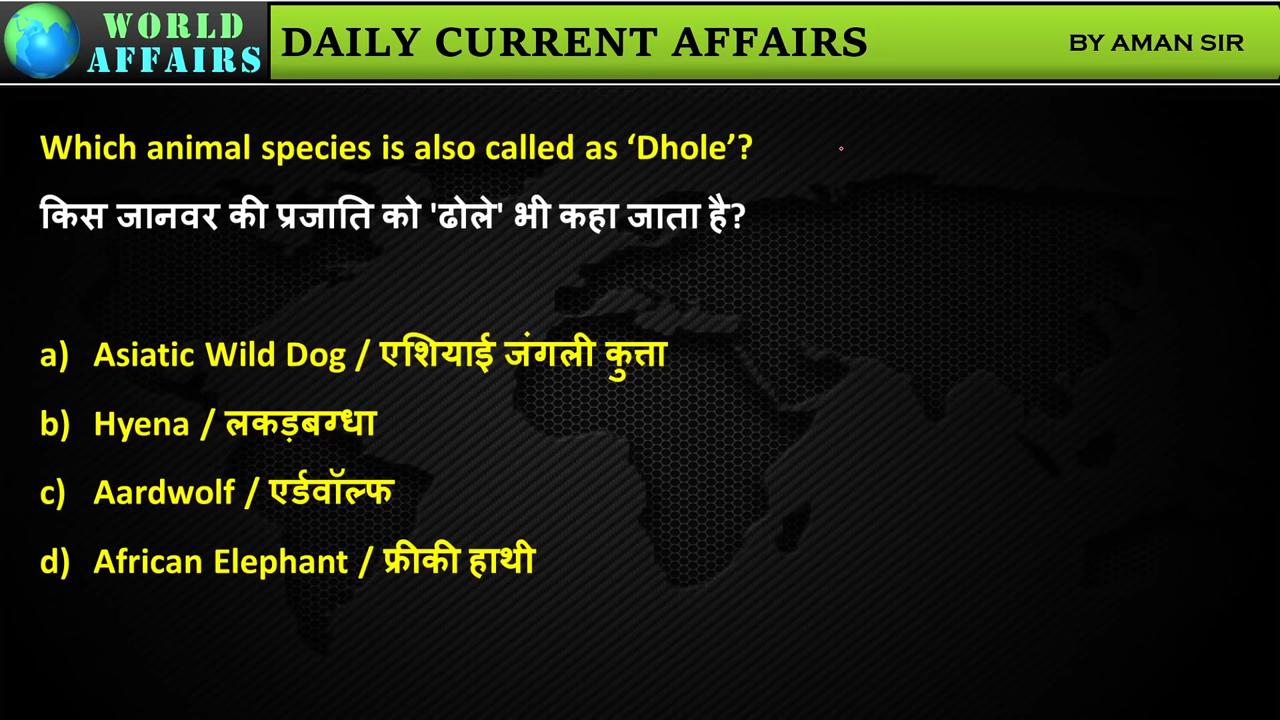 WORLD
AFFAIRS
DAILY CURRENT AFFAIRS
BY AMAN SIR
Which animal species is also called as ‘Dhole’?
किस जानवर की प्रजाति को 'ढोले' भी कहा जाता है?
a) Asiatic Wild Dog / एशियाई जंगली कुत्ता
b) Hyena / लकड़बग्धा
c) Aardwolf / एर्डवॉल्फ
d) African Elephant / फ्रीकी हाथी